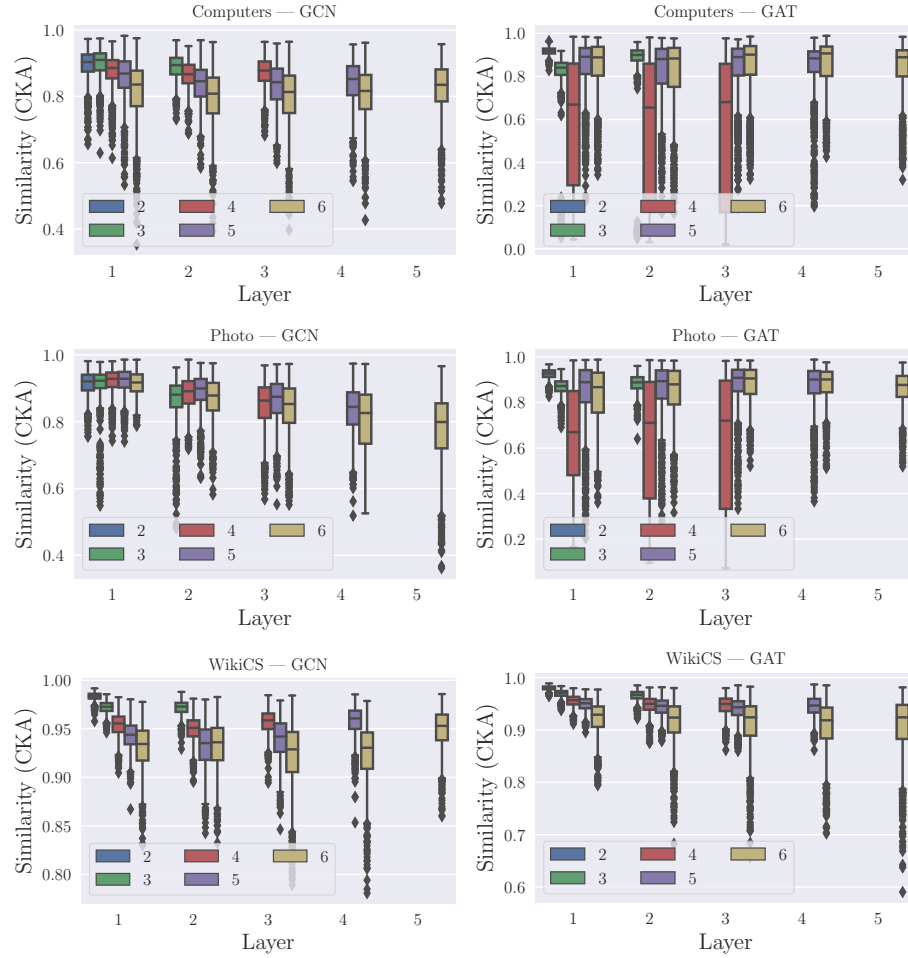 Computers — GCN
Similarity (CKA)
1.0
0.8
0.6
0.4
2 4 6
3 5
1 2 3 4 5
Layer
Computers — GAT
Similarity (CKA)
1.0
0.8
0.6
0.4
0.2
0.0
2 4 6
3 5
1 2 3 4 5
Layer
Photo — GCN
Similarity (CKA)
1.0
0.8
0.6
0.4
2 4 6
3 5
1 2 3 4 5
Layer
Photo — GAT
Similarity (CKA)
1.0
0.8
0.6
0.4
0.2
2 4 6
3 5
1 2 3 4 5
Layer
WikiCS — GCN
Similarity (CKA)
1.00
0.95
0.90
0.85
0.80
2 4 6
3 5
1 2 3 4 5
Layer
WikiCS — GAT
Similarity (CKA)
1.0
0.9
0.8
0.7
0.6
2 4 6
3 5
1 2 3 4 5
Layer